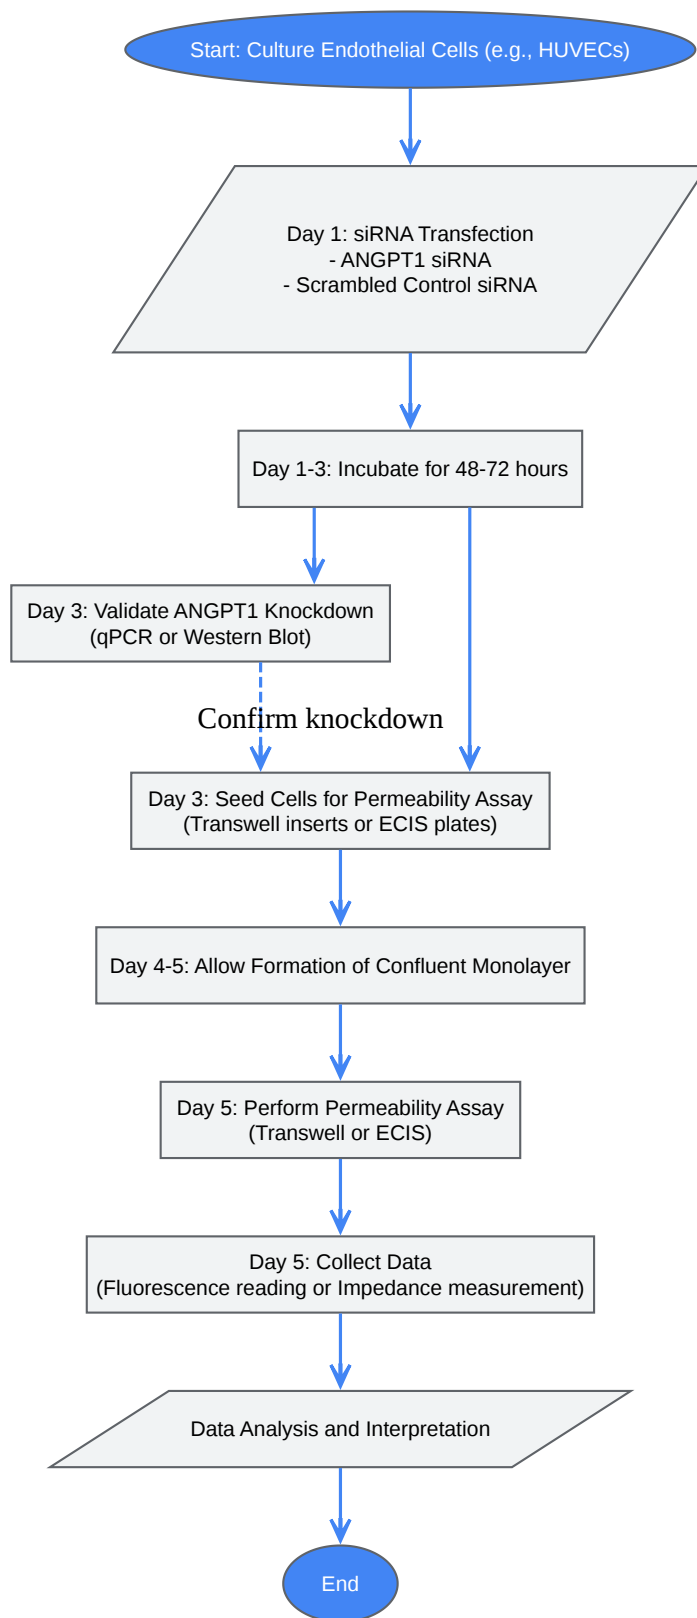 Start: Culture Endothelial Cells (e.g., HUVECs)
Day 1: siRNA Transfection
- ANGPT1 siRNA
- Scrambled Control siRNA
Day 1-3: Incubate for 48-72 hours
Day 3: Validate ANGPT1 Knockdown
(qPCR or Western Blot)
Confirm knockdown
Day 3: Seed Cells for Permeability Assay
(Transwell inserts or ECIS plates)
Day 4-5: Allow Formation of Confluent Monolayer
Day 5: Perform Permeability Assay
(Transwell or ECIS)
Day 5: Collect Data
(Fluorescence reading or Impedance measurement)
Data Analysis and Interpretation
End